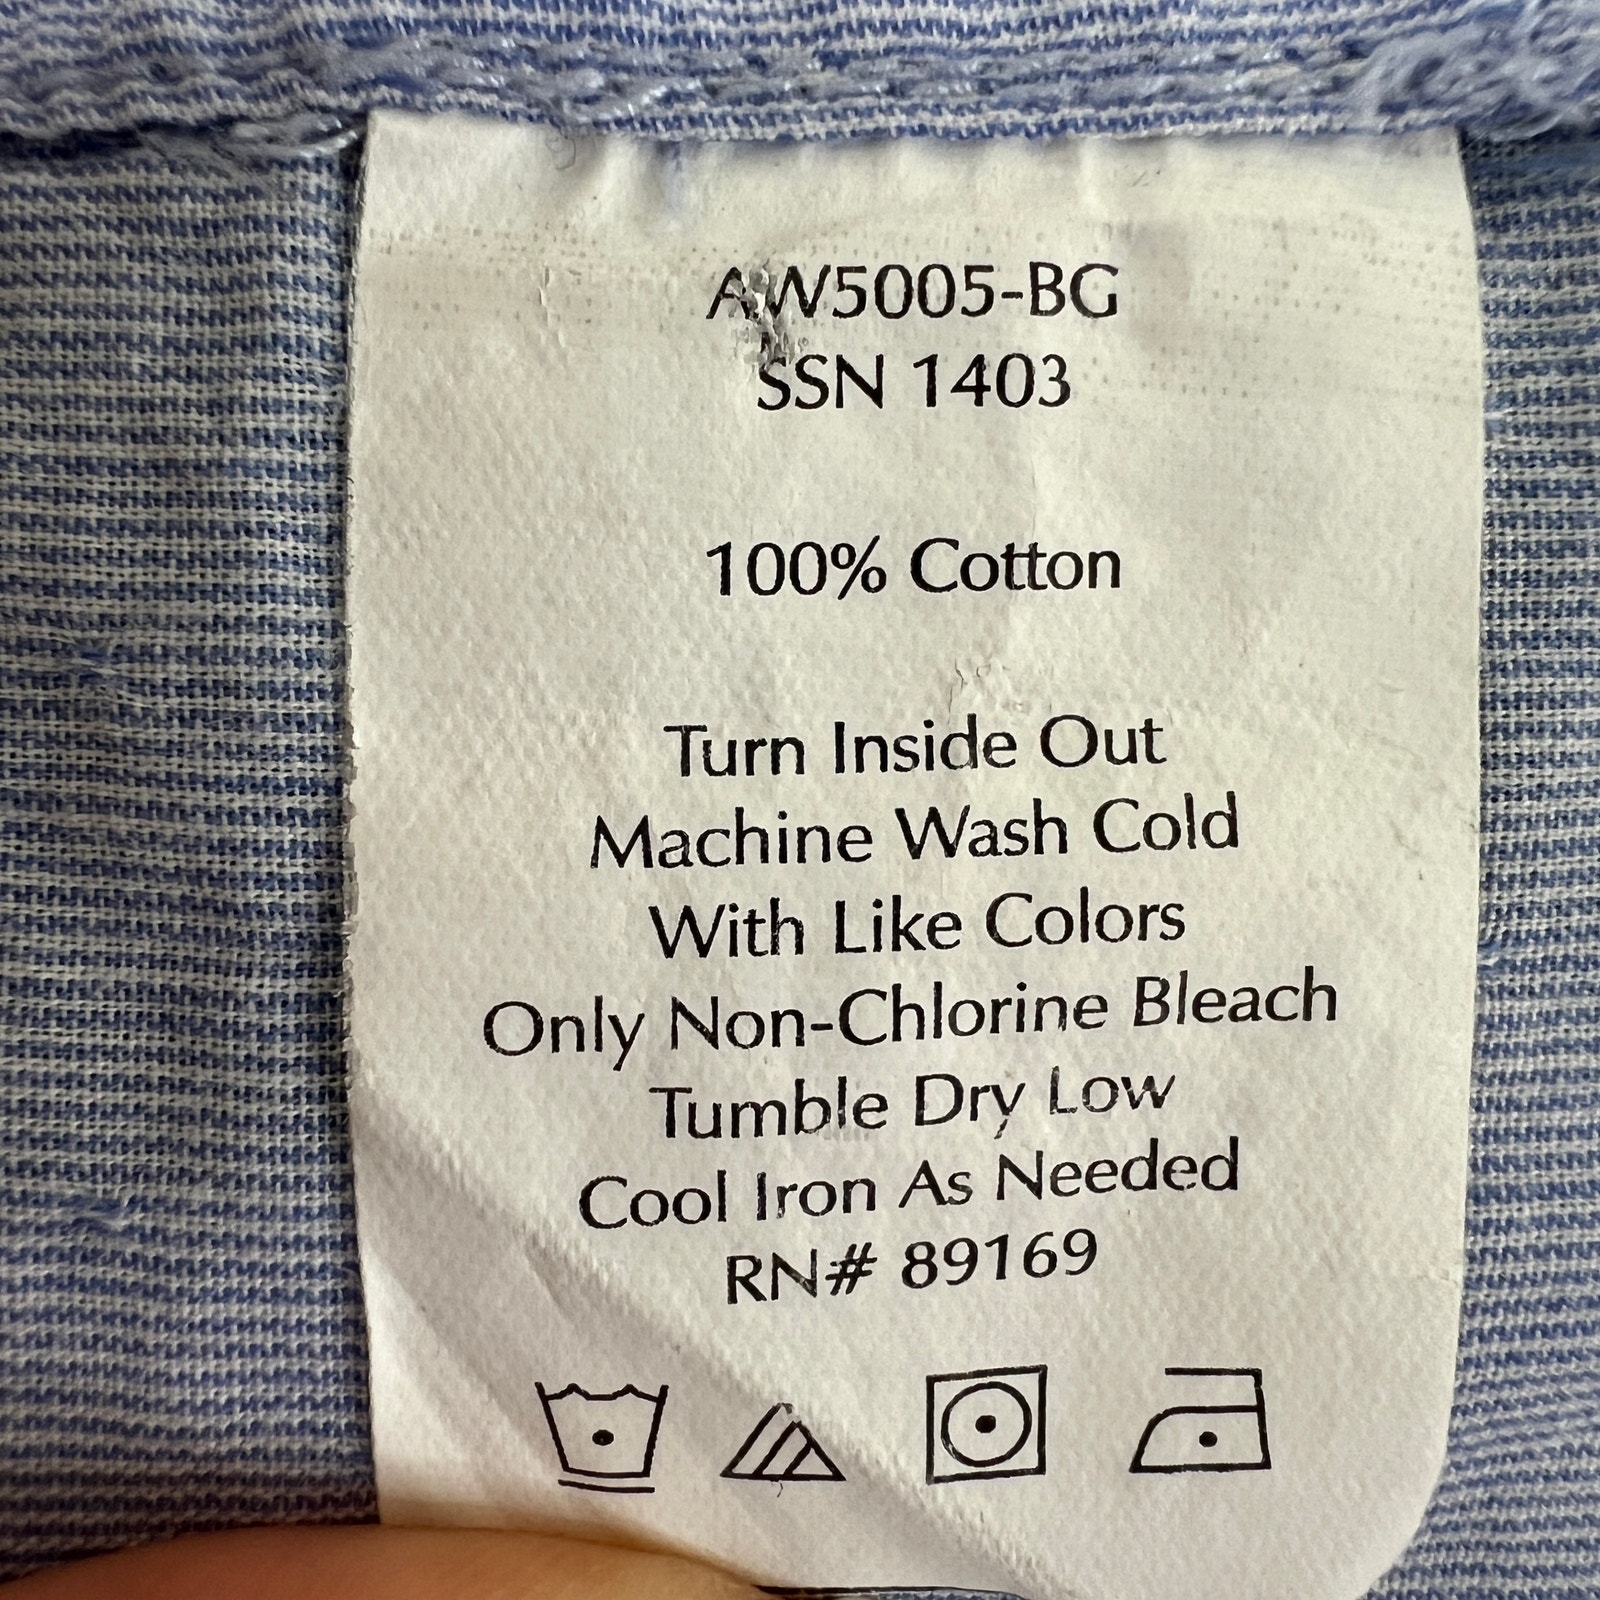 AW5005-BG
SSN 1403
100% Cotton
Turn Inside Out
Machine Wash Cold
With Like Colors
Only Non-Chlorine Bleach
Tumble Dry Low
Cool Iron As Needed
RN# 89169